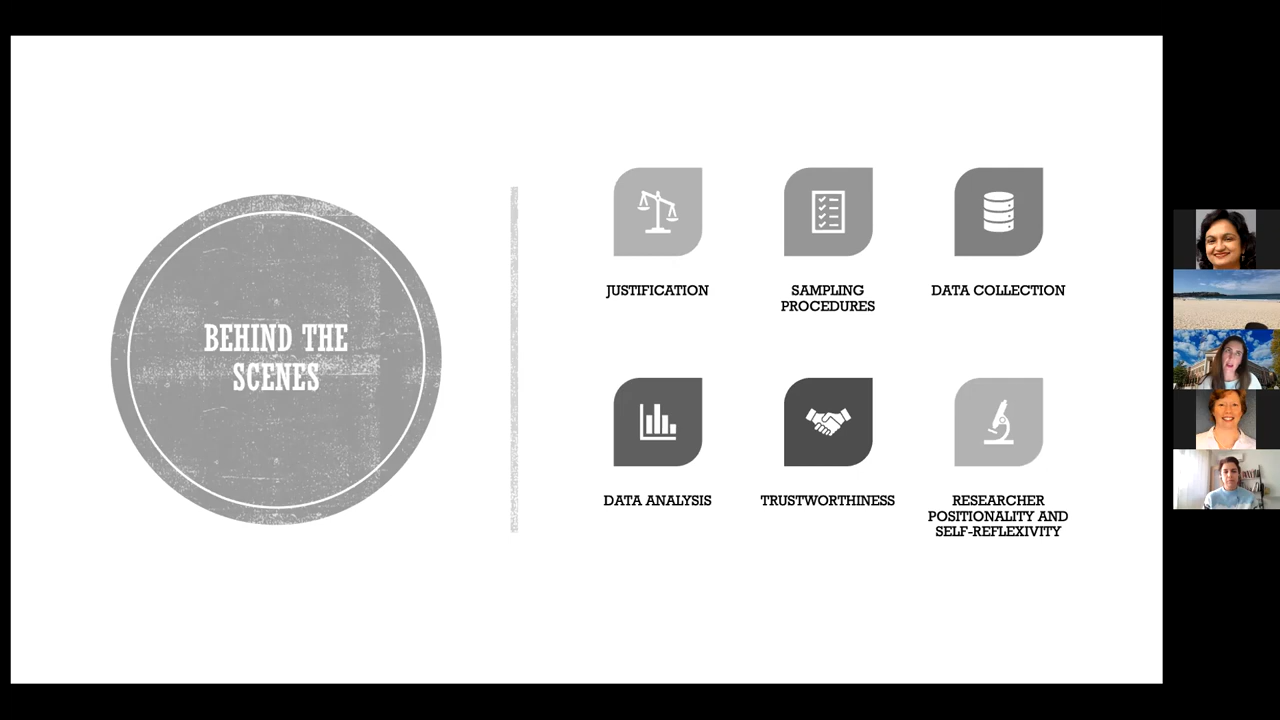 BEHIND THE
SCENES
JUSTIFICATION
SAMPLING
PROCEDURES
DATA COLLECTION
DATA ANALYSIS
TRUSTWORTHINESS
RESEARCHER
POSITIONALITY AND
SELF-REFLEXIVITY